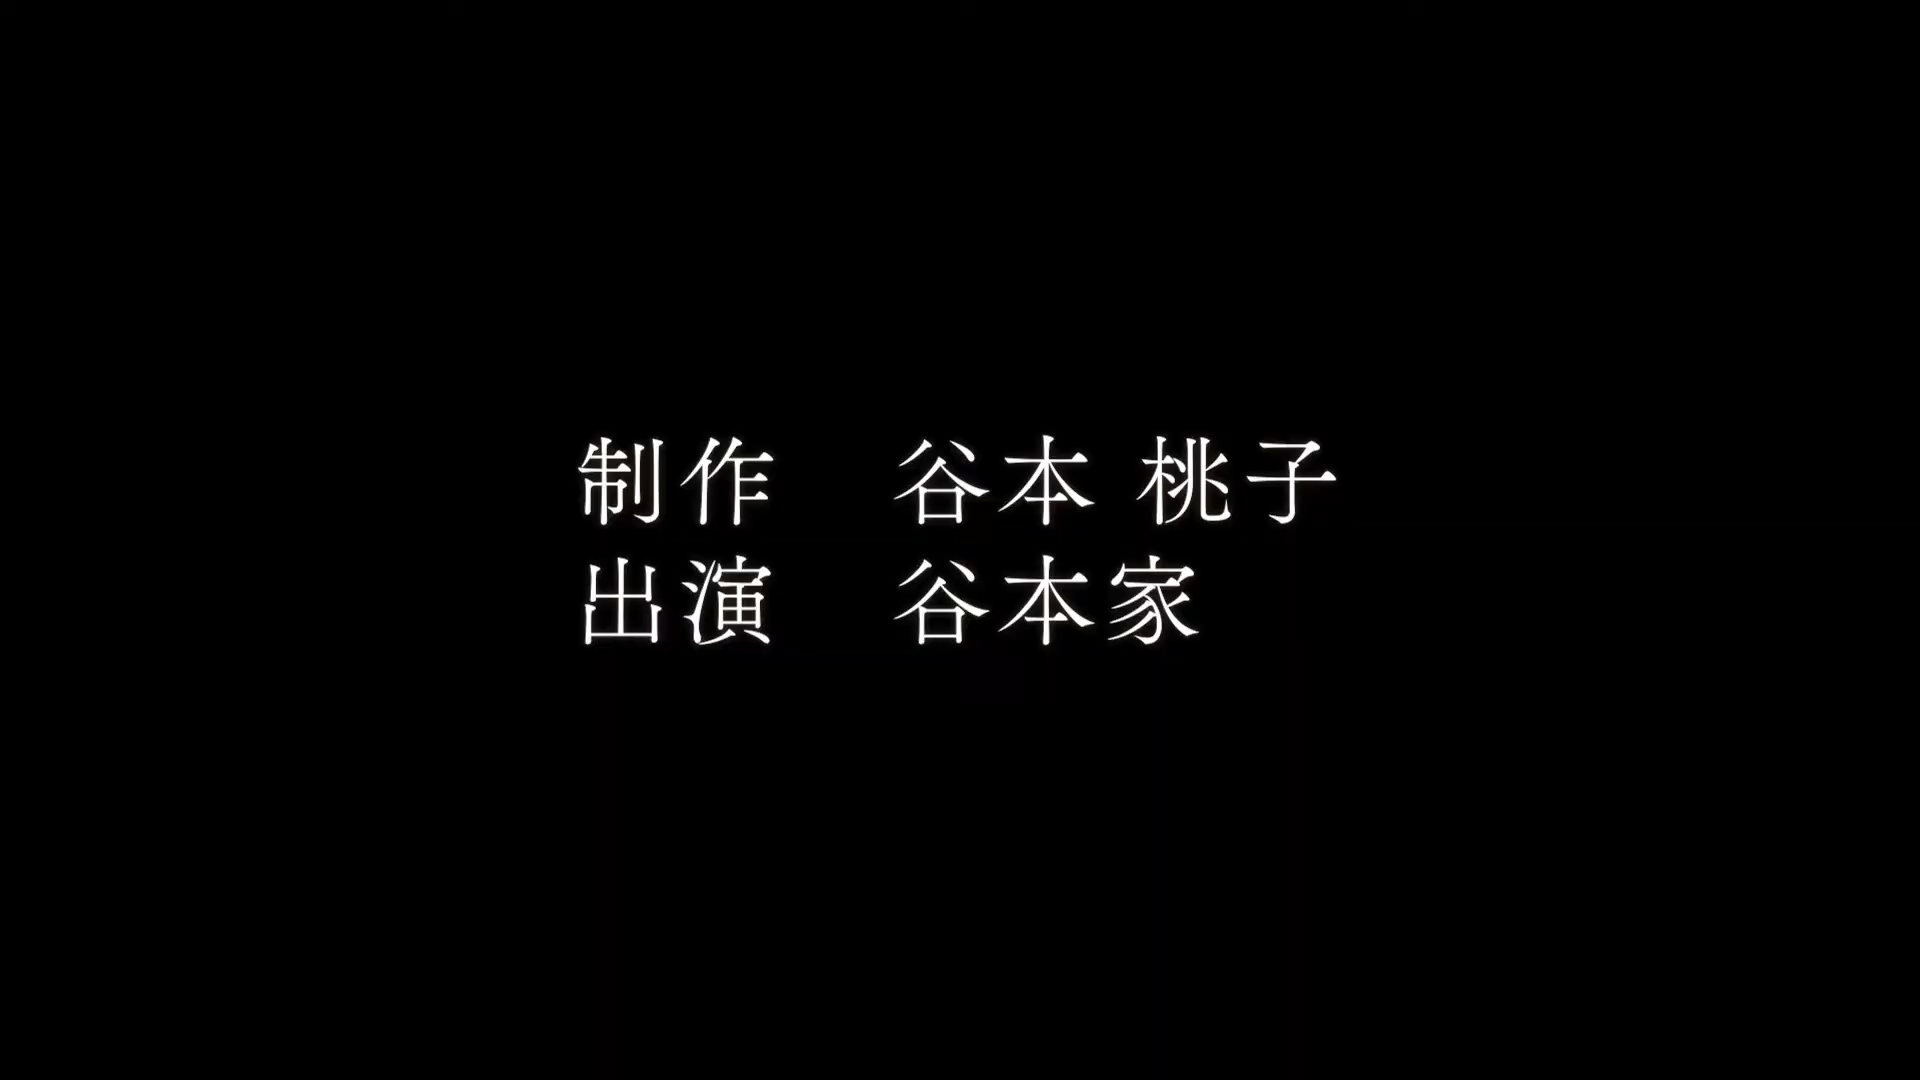 制作　谷本 桃子
出演　谷本家